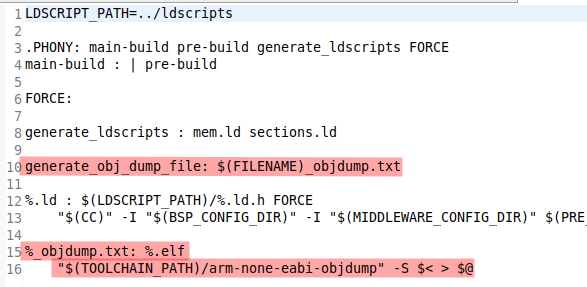 1 LDSCRIPT_PATH=../ldscripts
2
3 .PHONY: main-build pre-build generate_ldscripts FORCE
4 main-build : | pre-build
5
6 FORCE:
7
8 generate_ldscripts : mem.ld sections.ld
9
10 generate_obj_dump_file: $(FILENAME)_objdump.txt
11
12 %.ld : $(LDSCRIPT_PATH)/%.ld.h FORCE
13 "$(CC)" -I "$(BSP_CONFIG_DIR)" -I "$(MIDDLEWARE_CONFIG_DIR)" $(PRE_
14
15 %_objdump.txt: %.elf
16 "$(TOOLCHAIN_PATH)/arm-none-eabi-objdump" -S $< > $@